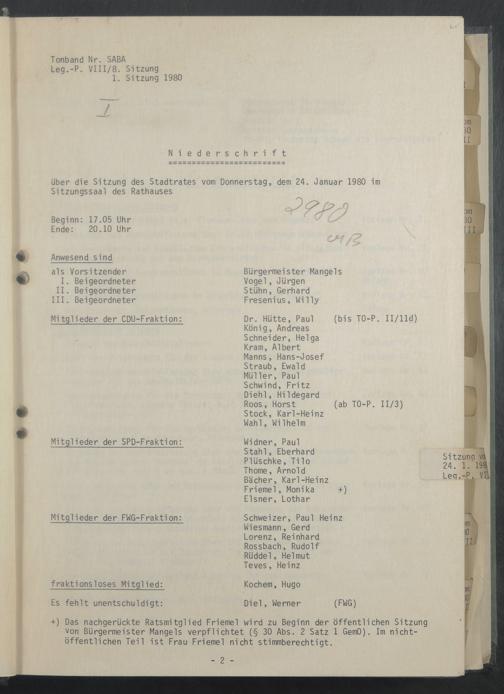 Tonband Nr. SABA
Leg.-P. VIII/8. Sitzung
1. Sitzung 1980
I
Niederschrift
über die Sitzung des Stadtrates vom Donnerstag, dem 24. Januar 1980 im
Sitzungssaal des Rathauses
2980
Beginn: 17.05 Uhr
Ende: 20.10 Uhr
Anwesend sind
als Vorsitzender Bürgermeister Mangels
I. Beigeordneter Vogel, Jürgen
II. Beigeordneter Stühn, Gerhard
III. Beigeordneter Fresenius, Willy
Mitglieder der CDU-Fraktion: Dr. Hütte, Paul (bis TO-P. II/11d)
König, Andreas
Schneider, Helga
Kram, Albert
Manns, Hans-Josef
Straub, Ewald
Müller, Paul
Schwind, Fritz
Diehl, Hildegard
Roos, Horst (ab TO-P. II/3)
Stock, Karl-Heinz
Wahl, Wilhelm
Mitglieder der SPD-Fraktion: Widner, Paul
Stahl, Eberhard
Plüschke, Tilo
Thome, Arnold
Bächer, Karl-Heinz
Friemel, Monika +)
Elsner, Lothar
Mitglieder der FWG-Fraktion: Schweizer, Paul Heinz
Wiesmann, Gerd
Lorenz, Reinhard
Rossbach, Rudolf
Rüddel, Helmut
Teves, Heinz
fraktionsloses Mitglied: Kochem, Hugo
Es fehlt unentschuldigt: Diel, Werner (FWG)
+) Das nachgerückte Ratsmitglied Friemel wird zu Beginn der öffentlichen Sitzung
von Bürgermeister Mangels verpflichtet (§ 30 Abs. 2 Satz 1 GemO). Im nicht-
öffentlichen Teil ist Frau Friemel nicht stimmberechtigt.
- 2 -
Sitzung
24. 1. 198
Leg.-P.